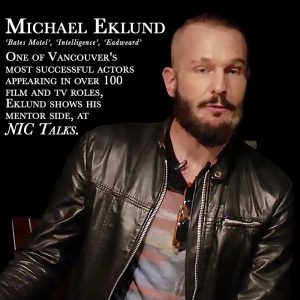 Michael Eklund
'Bates Motel', 'Intelligence', 'Eadweard'
One of Vancouver's
most successful actors
appearing in over 100
film and TV roles,
Eklund shows his
mentor side, at
NIC Talks.